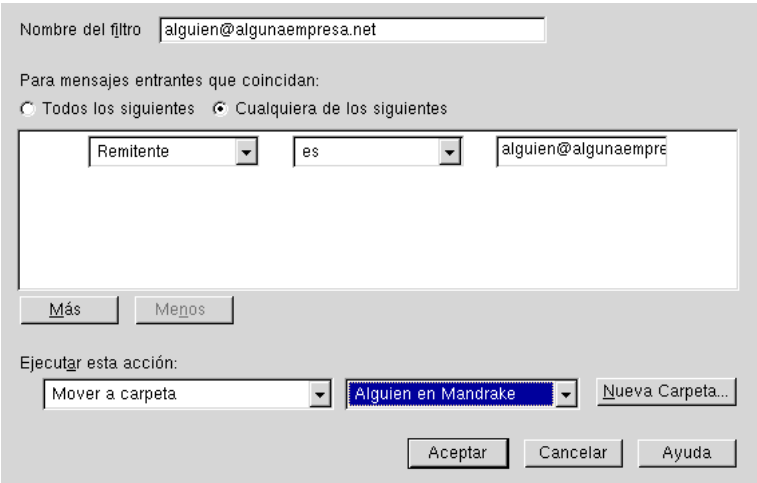 Nombre del filtro alguien@algunaempresa.net
Para mensajes entrantes que coincidan:
Todos los siguientes Cualquiera de los siguientes
Remitente es alguien@algunaempre
Más Menos
Ejecutar esta acción:
Mover a carpeta Alguien en Mandrake Nueva Carpeta...
Aceptar Cancelar Ayuda